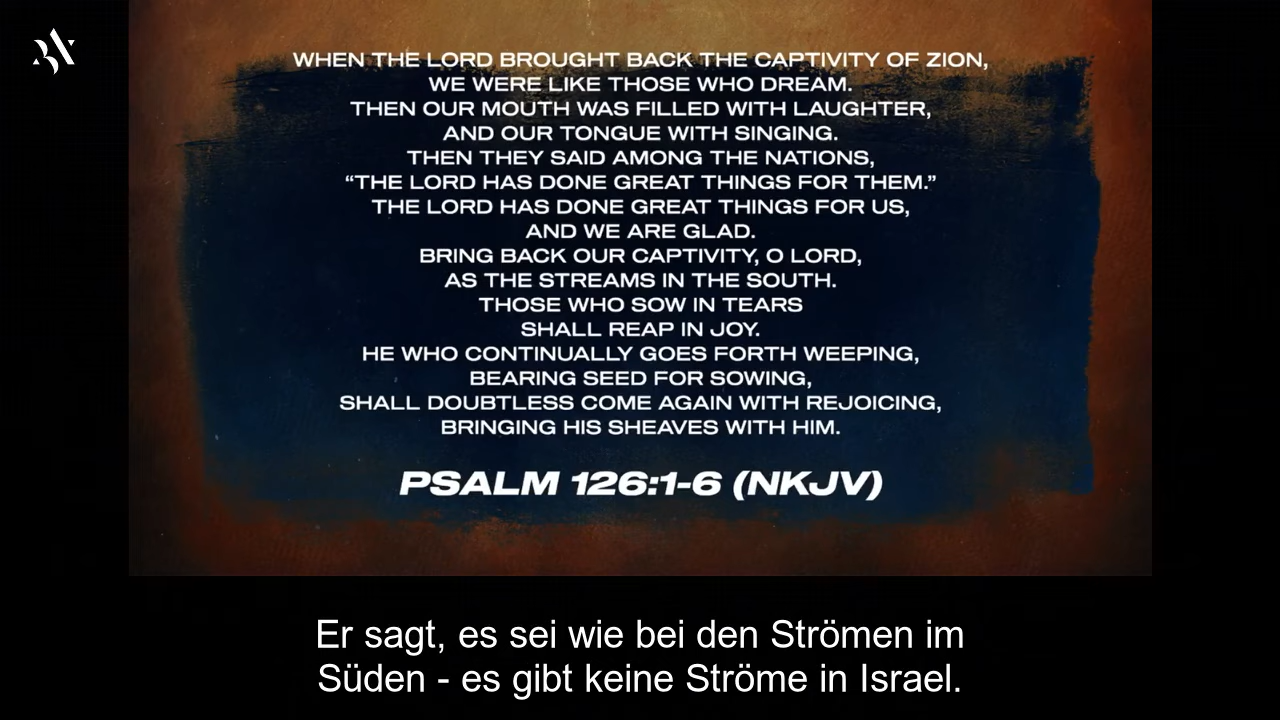 WHEN THE LORD BROUGHT BACK THE CAPTIVITY OF ZION,
WE WERE LIKE THOSE WHO DREAM.
THEN OUR MOUTH WAS FILLED WITH LAUGHTER,
AND OUR TONGUE WITH SINGING.
THEN THEY SAID AMONG THE NATIONS,
“THE LORD HAS DONE GREAT THINGS FOR THEM.”
THE LORD HAS DONE GREAT THINGS FOR US,
AND WE ARE GLAD.
BRING BACK OUR CAPTIVITY, O LORD,
AS THE STREAMS IN THE SOUTH.
THOSE WHO SOW IN TEARS
SHALL REAP IN JOY.
HE WHO CONTINUALLY GOES FORTH WEEPING,
BEARING SEED FOR SOWING,
SHALL DOUBTLESS COME AGAIN WITH REJOICING,
BRINGING HIS SHEAVES WITH HIM.
PSALM 126:1-6 (NKJV)
Er sagt, es sei wie bei den Strömen im
Süden - es gibt keine Ströme in Israel.